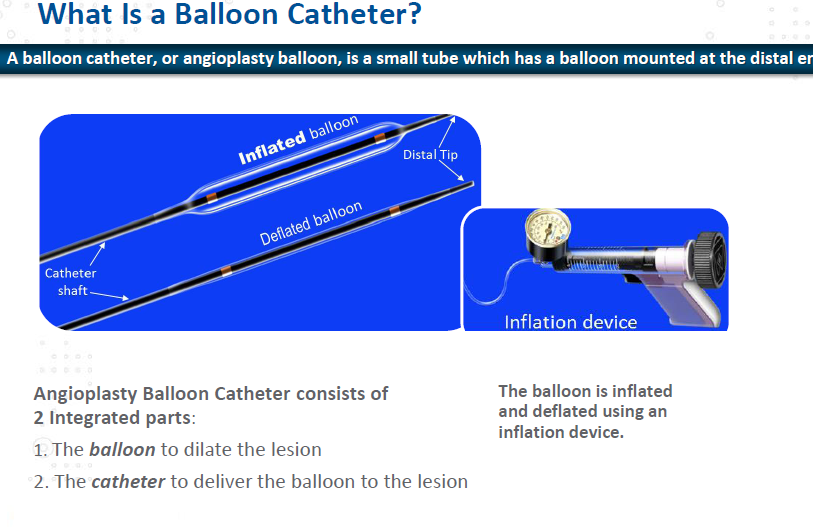 What Is a Balloon Catheter?
A balloon catheter, or angioplasty balloon, is a small tube which has a balloon mounted at the distal
Inflated balloon
Distal Tip
Deflated balloon
Catheter
shaft
Inflation device
Angioplasty Balloon Catheter consists of
2 Integrated parts:
1. The balloon to dilate the lesion
2. The catheter to deliver the balloon to the lesion
The balloon is inflated
and deflated using an
inflation device.